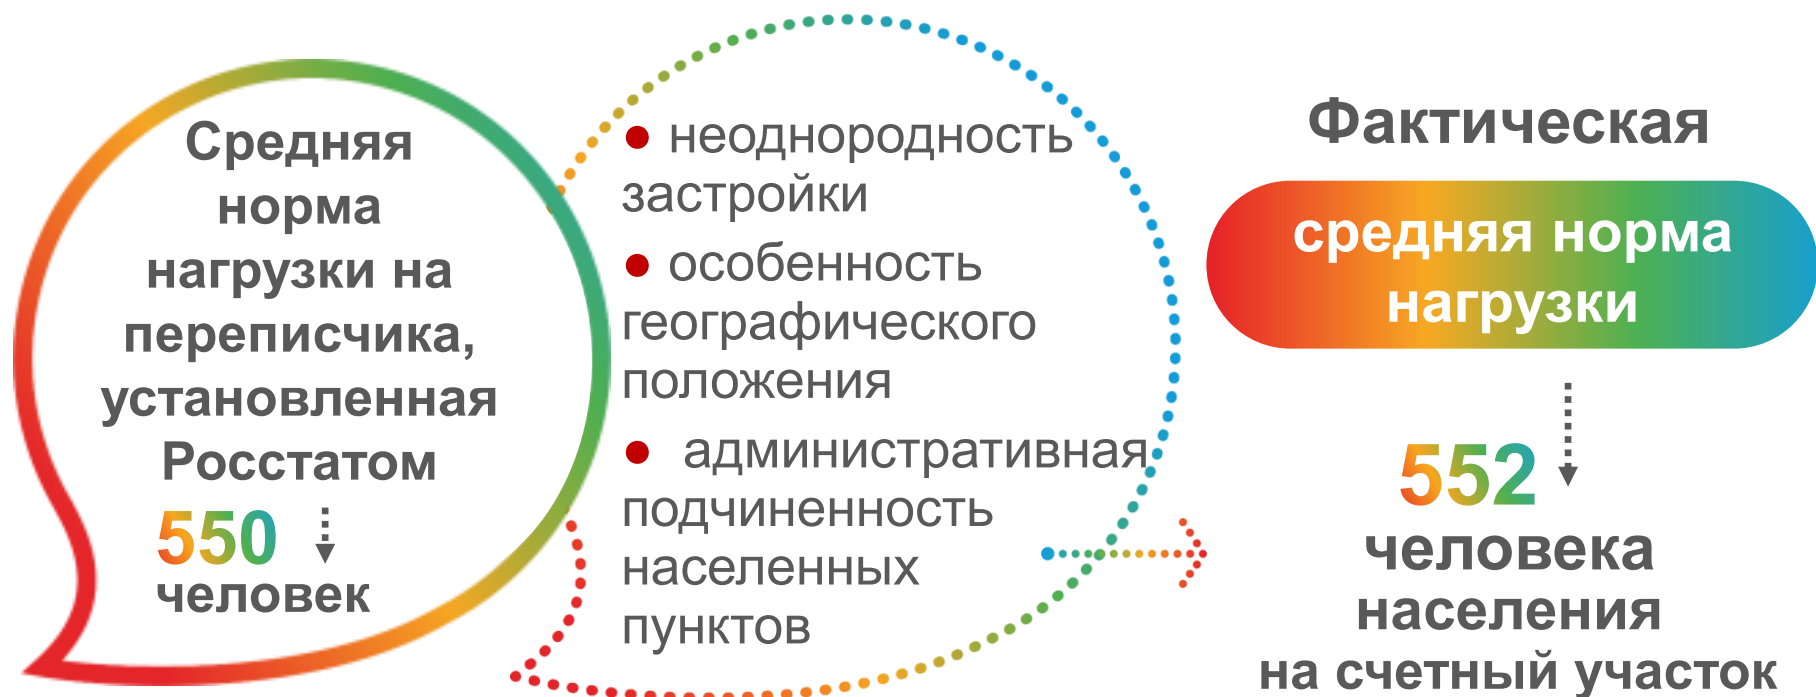 Средняя
норма
нагрузки на
переписчика,
установленная
Росстатом
550
человек
● неоднородность
застройки
● особенность
географического
положения
● административная
подчиненность
населенных
пунктов
Фактическая
средняя норма
нагрузки
552
человека
населения
на счетный участок